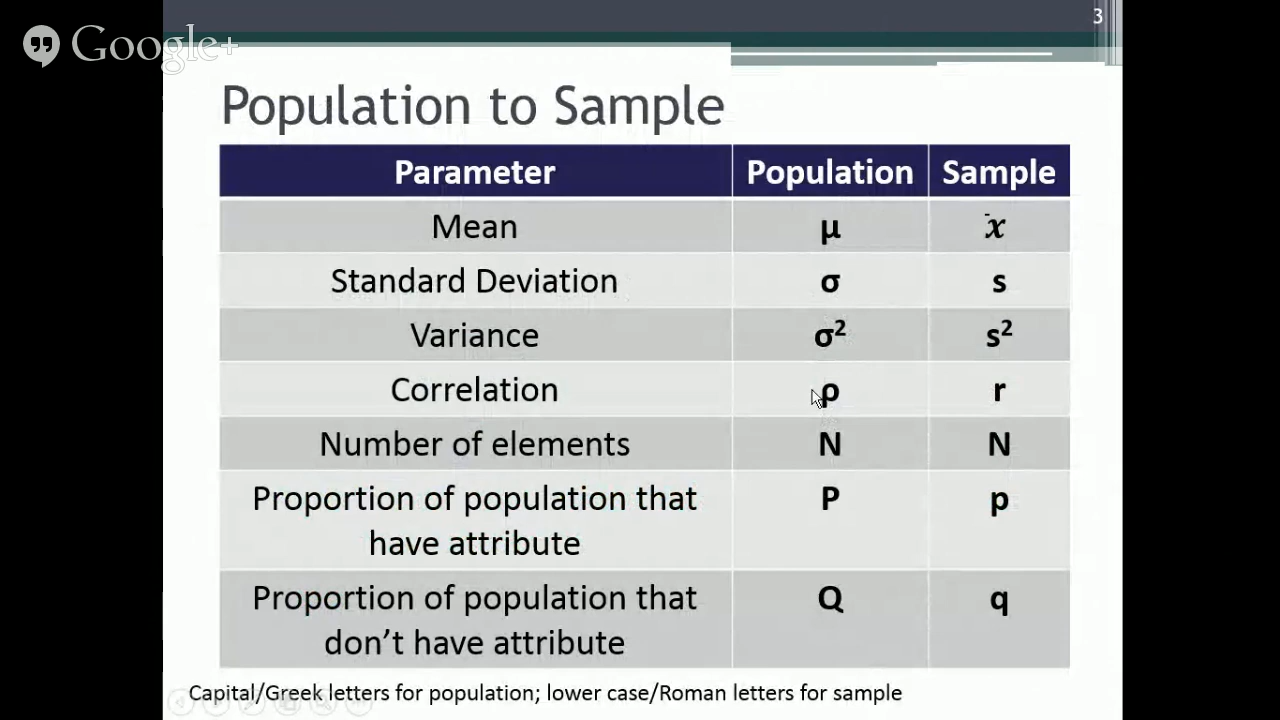 3
Google+
Population to Sample
Parameter Population Sample
Mean μ x̄
Standard Deviation σ s
Variance σ² s²
Correlation ρ r
Number of elements N N
Proportion of population that P p
have attribute
Proportion of population that Q q
don’t have attribute
Capital/Greek letters for population; lower case/Roman letters for sample